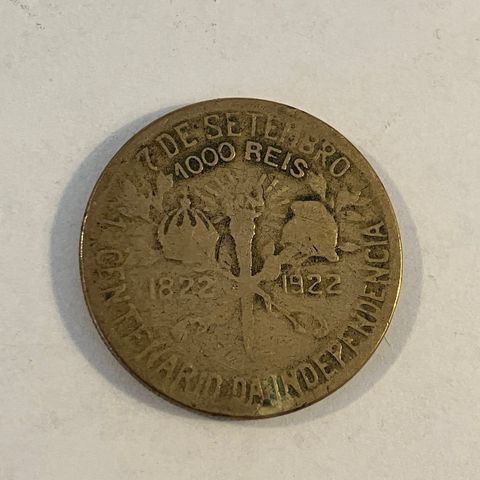 7 DE SETEMBRO
1000 REIS
1822 1922
CENTENARIO DA INDEPENDENCIA